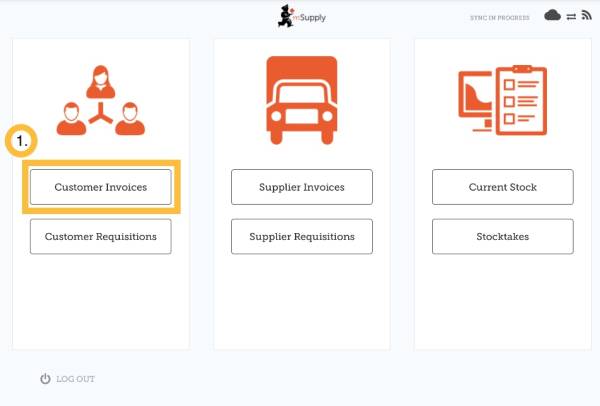 mSupply
SYNC IN PROGRESS
1.
Customer Invoices
Supplier Invoices
Current Stock
Customer Requisitions
Supplier Requisitions
Stocktakes
LOG OUT